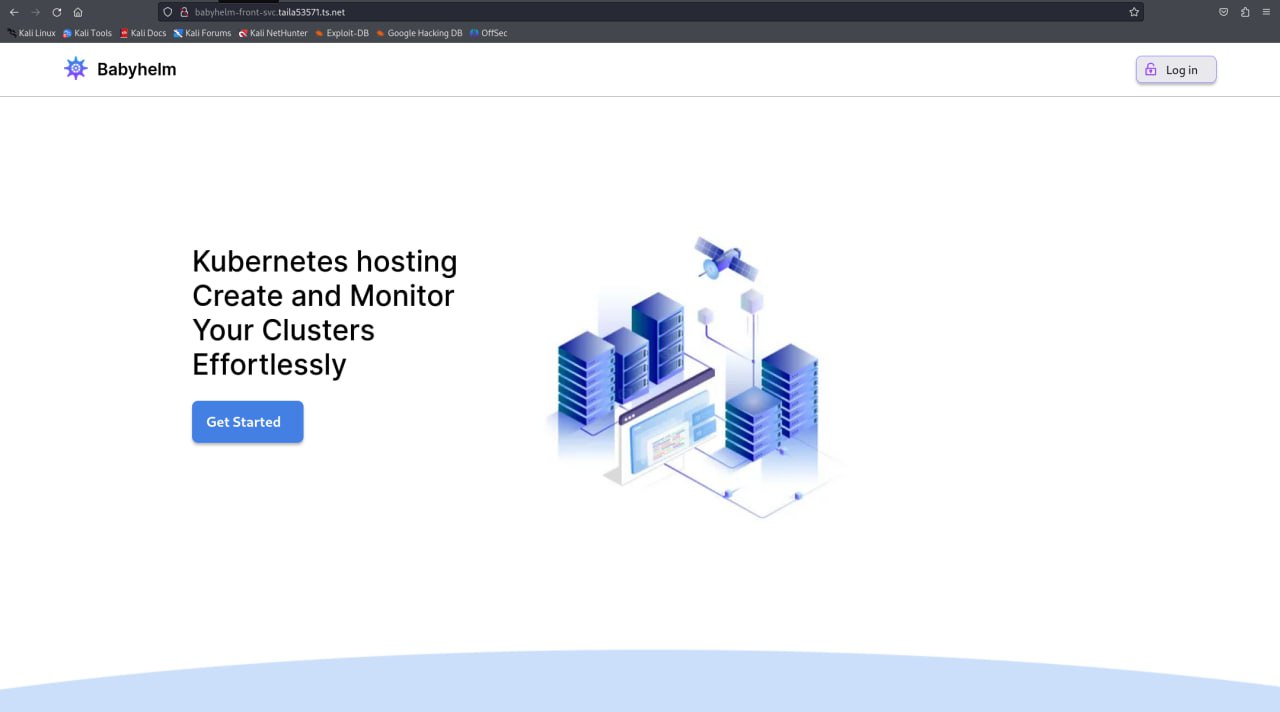 babyhelm-front-svc.taila53571.ts.net
Kali Linux Kali Tools Kali Docs Kali Forums Kali NetHunter Exploit-DB Google Hacking DB OffSec
Babyhelm
Log in
Kubernetes hosting
Create and Monitor
Your Clusters
Effortlessly
Get Started